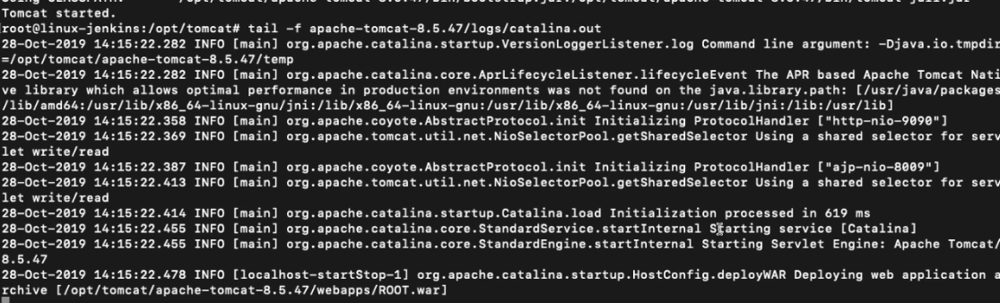 Tomcat started.
root@linux-jenkins:/opt/tomcat# tail -f apache-tomcat-8.5.47/logs/catalina.out
28-Oct-2019 14:15:22.282 INFO [main] org.apache.catalina.startup.VersionLoggerListener.log Command line argument: -Djava.io.tmpdir
=/opt/tomcat/apache-tomcat-8.5.47/temp
28-Oct-2019 14:15:22.282 INFO [main] org.apache.catalina.core.AprLifecycleListener.lifecycleEvent The APR based Apache Tomcat Nati
ve library which allows optimal performance in production environments was not found on the java.library.path: [/usr/java/packages
/lib/amd64:/usr/lib/x86_64-linux-gnu/jni:/lib/x86_64-linux-gnu:/usr/lib/x86_64-linux-gnu:/usr/lib/jni:/lib:/usr/lib]
28-Oct-2019 14:15:22.358 INFO [main] org.apache.coyote.AbstractProtocol.init Initializing ProtocolHandler ["http-nio-9090"]
28-Oct-2019 14:15:22.369 INFO [main] org.apache.tomcat.util.net.NioSelectorPool.getSharedSelector Using a shared selector for serv
let write/read
28-Oct-2019 14:15:22.387 INFO [main] org.apache.coyote.AbstractProtocol.init Initializing ProtocolHandler ["ajp-nio-8009"]
28-Oct-2019 14:15:22.413 INFO [main] org.apache.tomcat.util.net.NioSelectorPool.getSharedSelector Using a shared selector for serv
let write/read
28-Oct-2019 14:15:22.414 INFO [main] org.apache.catalina.startup.Catalina.load Initialization processed in 619 ms
28-Oct-2019 14:15:22.455 INFO [main] org.apache.catalina.core.StandardService.startInternal Starting service [Catalina]
28-Oct-2019 14:15:22.455 INFO [main] org.apache.catalina.core.StandardEngine.startInternal Starting Servlet Engine: Apache Tomcat/
8.5.47
28-Oct-2019 14:15:22.478 INFO [localhost-startStop-1] org.apache.catalina.startup.HostConfig.deployWAR Deploying web application a
rchive [/opt/tomcat/apache-tomcat-8.5.47/webapps/ROOT.war]